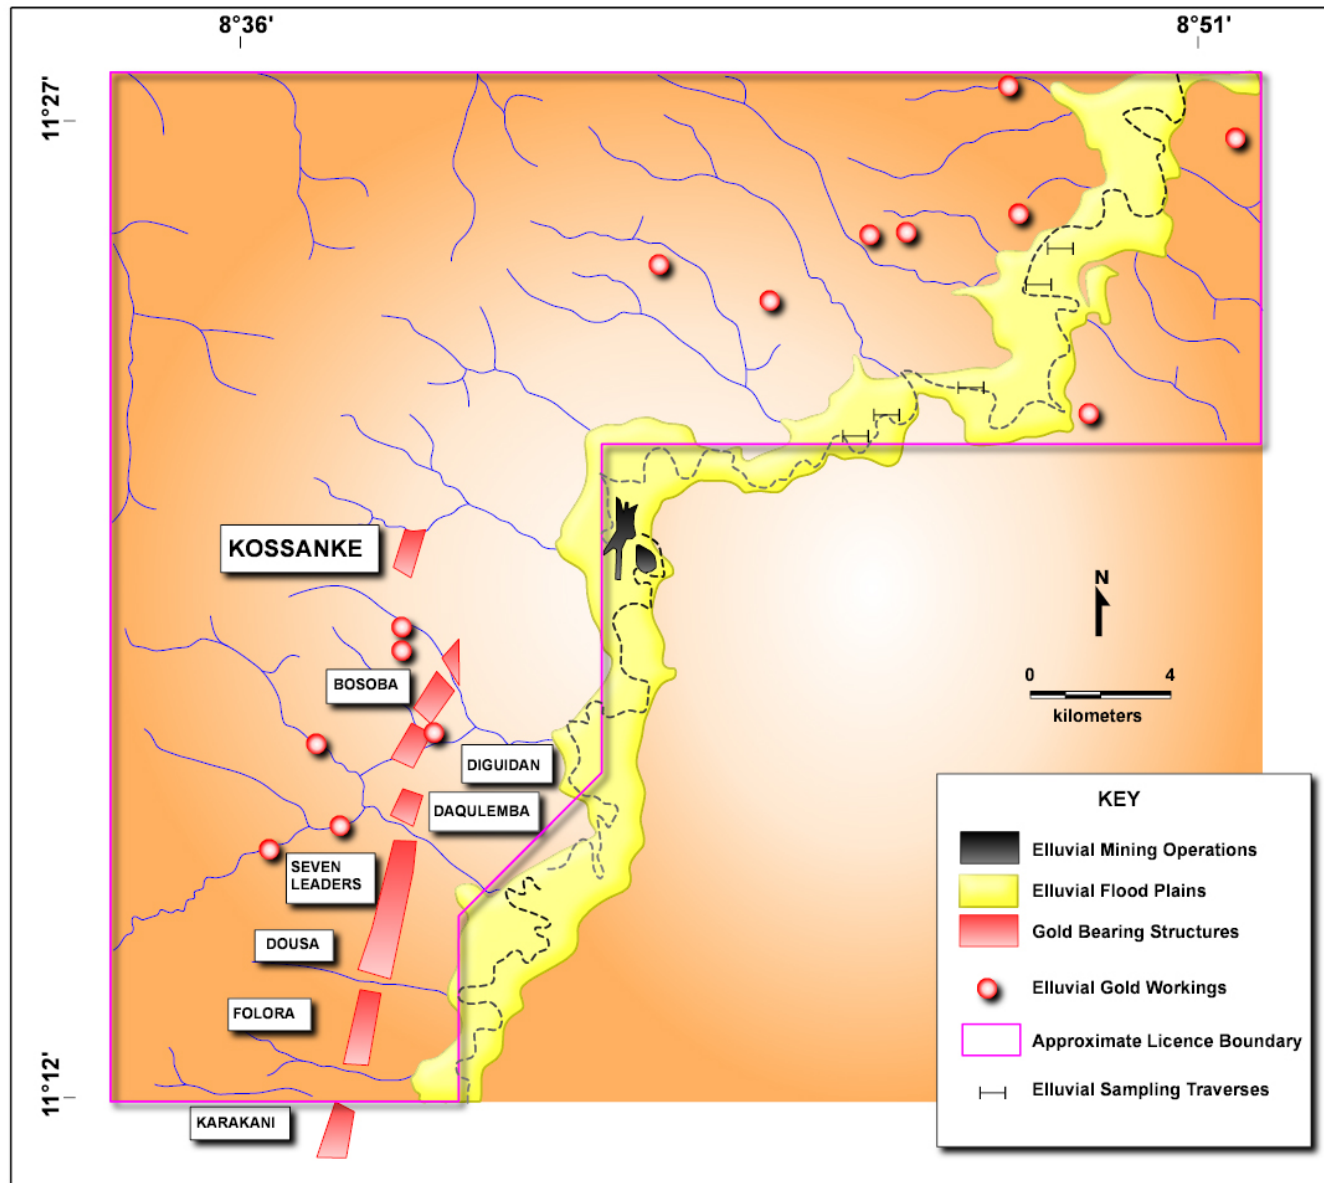 8°36'
8°51'
11°27'
KOSSANKE
BOSOBA
DIGUIDAN
DAQULEMBA
SEVEN
LEADERS
DOUSA
FOLORA
KARAKANI
11°12'
N
0 4
kilometers
KEY
Elluvial Mining Operations
Elluvial Flood Plains
Gold Bearing Structures
Elluvial Gold Workings
Approximate Licence Boundary
Elluvial Sampling Traverses